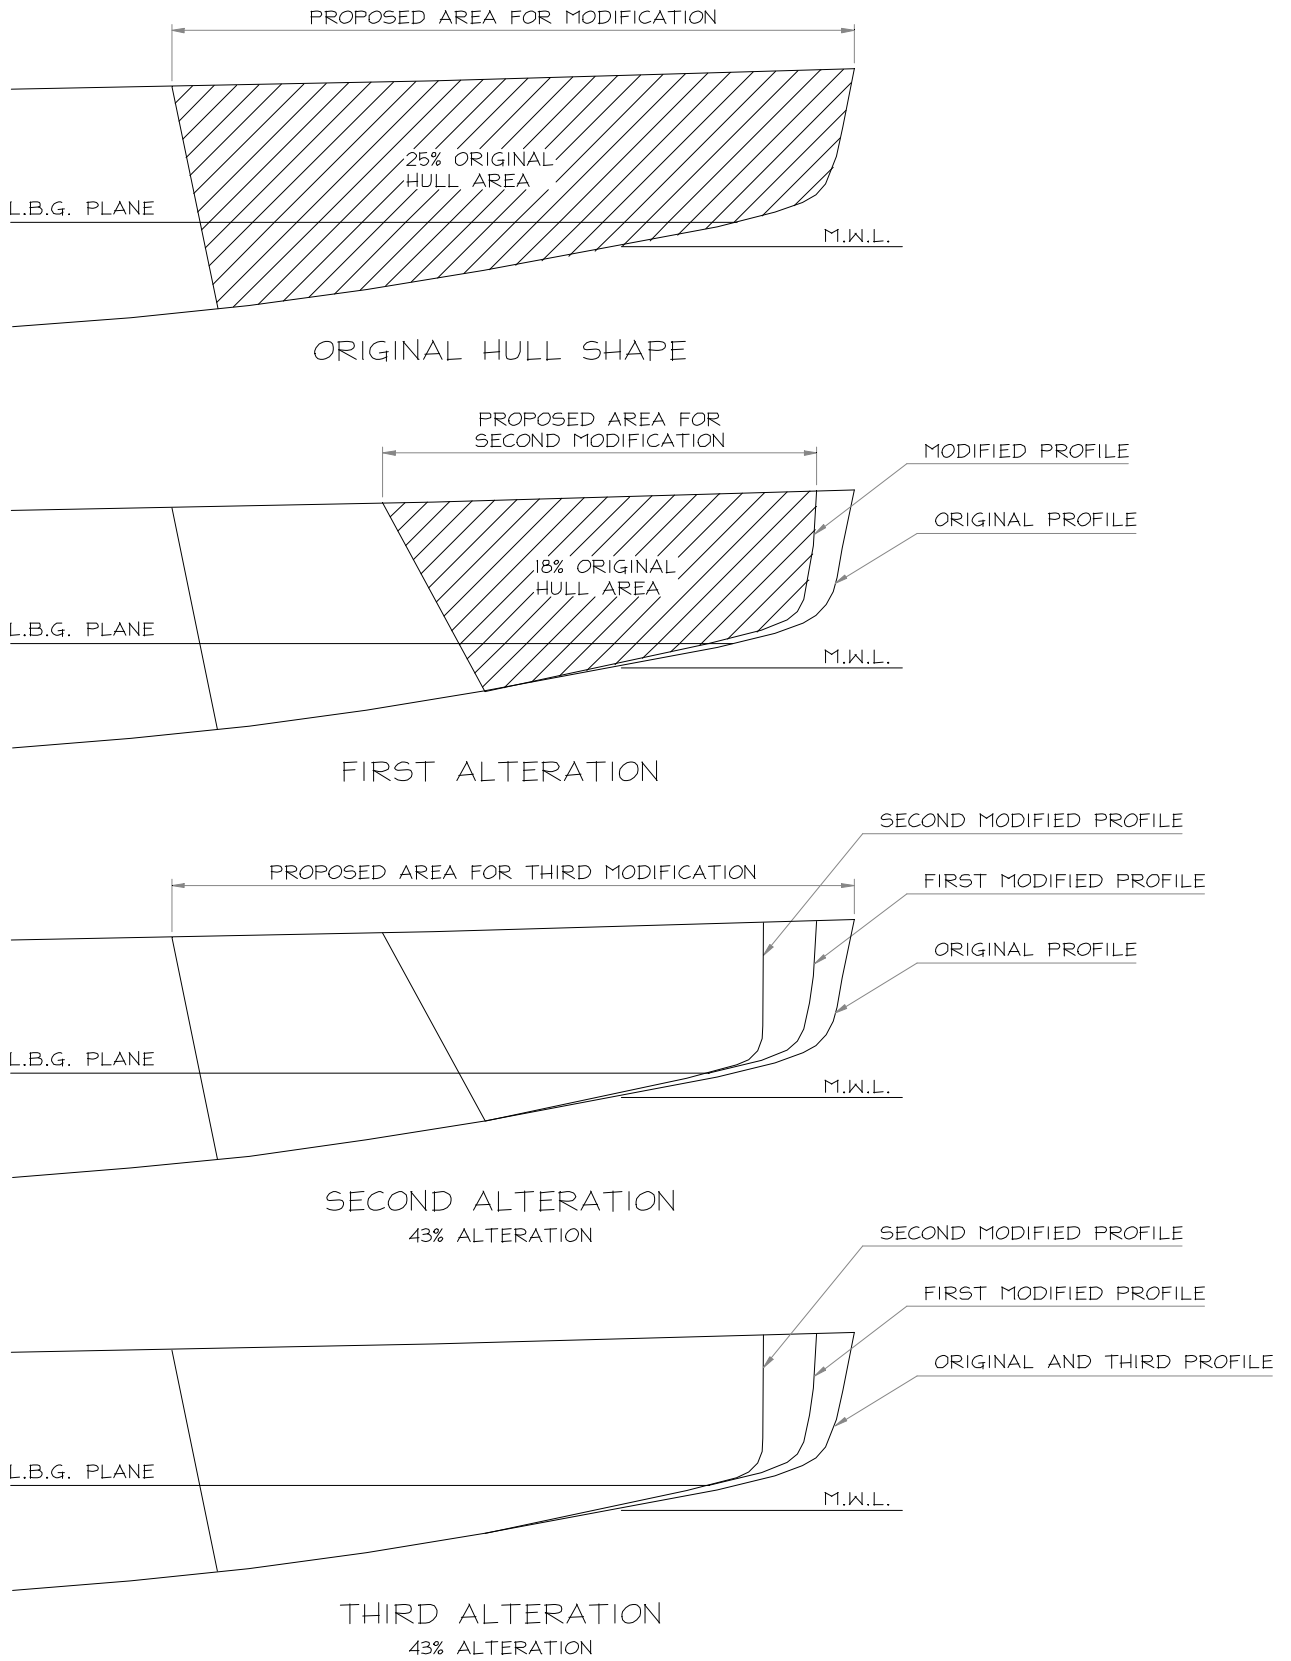 PROPOSED AREA FOR MODIFICATION
25% ORIGINAL
HULL AREA
L.B.G. PLANE
M.W.L.
ORIGINAL HULL SHAPE
PROPOSED AREA FOR
SECOND MODIFICATION
MODIFIED PROFILE
ORIGINAL PROFILE
18% ORIGINAL
HULL AREA
L.B.G. PLANE
M.W.L.
FIRST ALTERATION
SECOND MODIFIED PROFILE
PROPOSED AREA FOR THIRD MODIFICATION
FIRST MODIFIED PROFILE
ORIGINAL PROFILE
L.B.G. PLANE
M.W.L.
SECOND ALTERATION
43% ALTERATION
SECOND MODIFIED PROFILE
FIRST MODIFIED PROFILE
ORIGINAL AND THIRD PROFILE
L.B.G. PLANE
M.W.L.
THIRD ALTERATION
43% ALTERATION